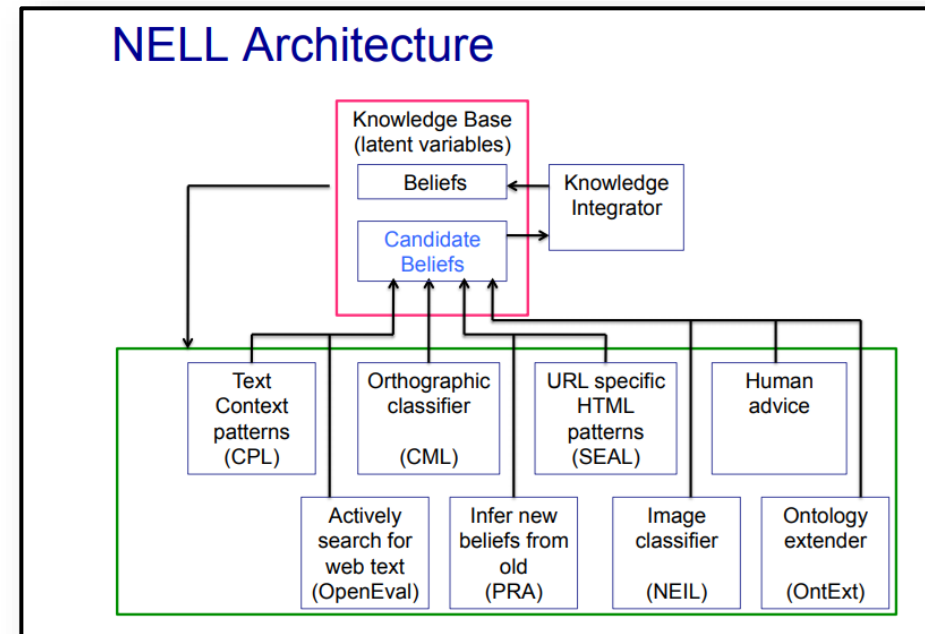 NELL Architecture
Knowledge Base
(latent variables)
Beliefs
Knowledge
Integrator
Candidate
Beliefs
Text
Context
patterns
(CPL)
Orthographic
classifier
(CML)
URL specific
HTML
patterns
(SEAL)
Human
advice
Actively
search for
web text
(OpenEval)
Infer new
beliefs from
old
(PRA)
Image
classifier
(NEIL)
Ontology
extender
(OntExt)